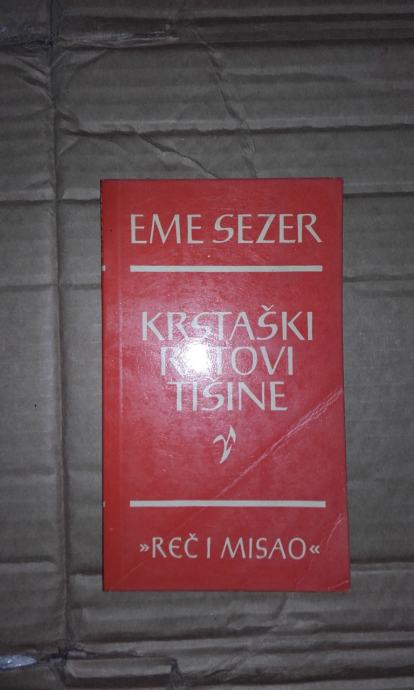 EME SEZER
KRSTAŠKI
RATOVI
TIŠINE
»REČ I MISAO«